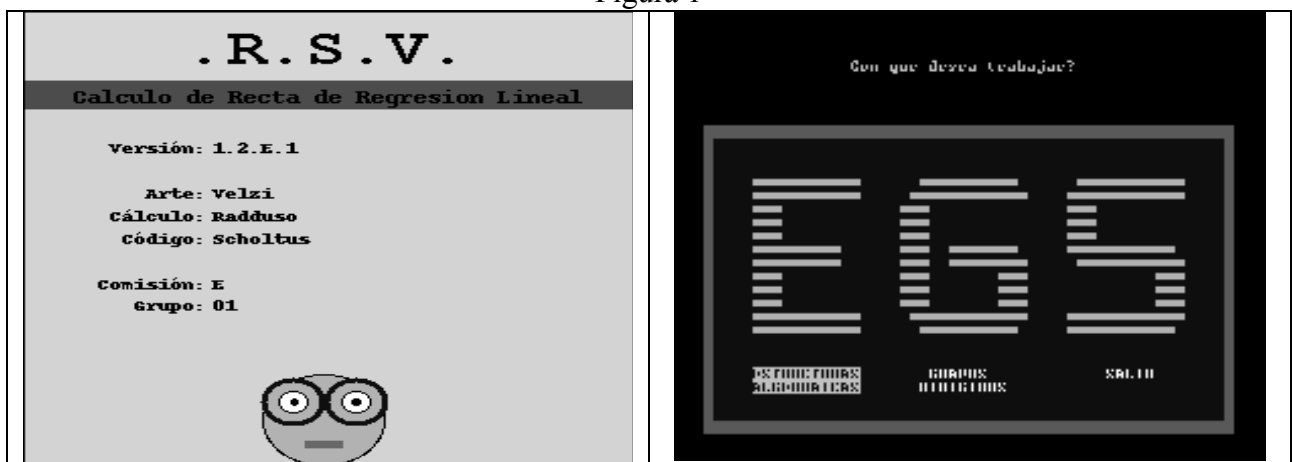 Figura 1
.R.S.V.
Calculo de Recta de Regresion Lineal
Versión: 1.2.E.1
Arte: Velzi
Cálculo: Radduso
Código: Scholtus
Comisión: E
Grupo: 01
Con que desea trabajar?
EGS
ESTRUCTURAS
ALGEBRAICAS
GRUPOS
SALIR